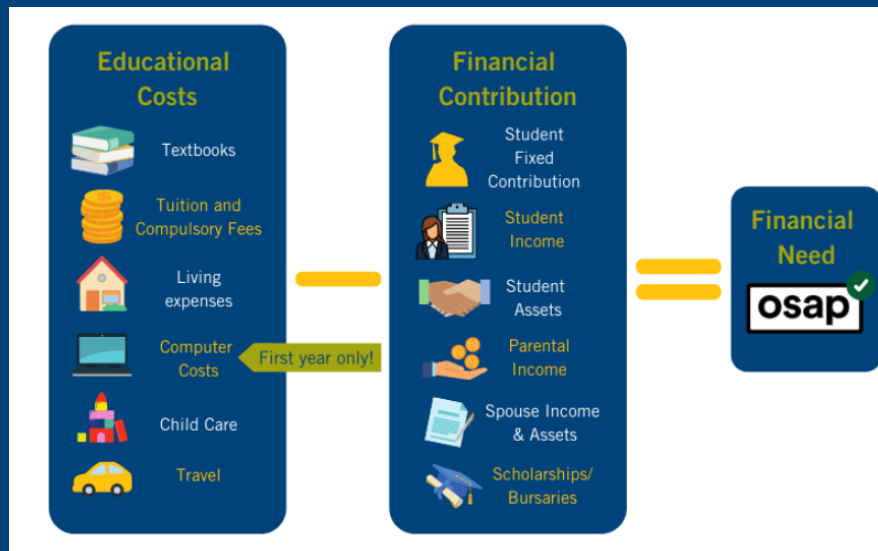 Educational
Costs
Textbooks
Tuition and
Compulsory Fees
Living
expenses
Computer
Costs
First year only!
Child Care
Travel
Financial
Contribution
Student
Fixed
Contribution
Student
Income
Student
Assets
Parental
Income
Spouse Income
& Assets
Scholarships/
Bursaries
Financial
Need
osap